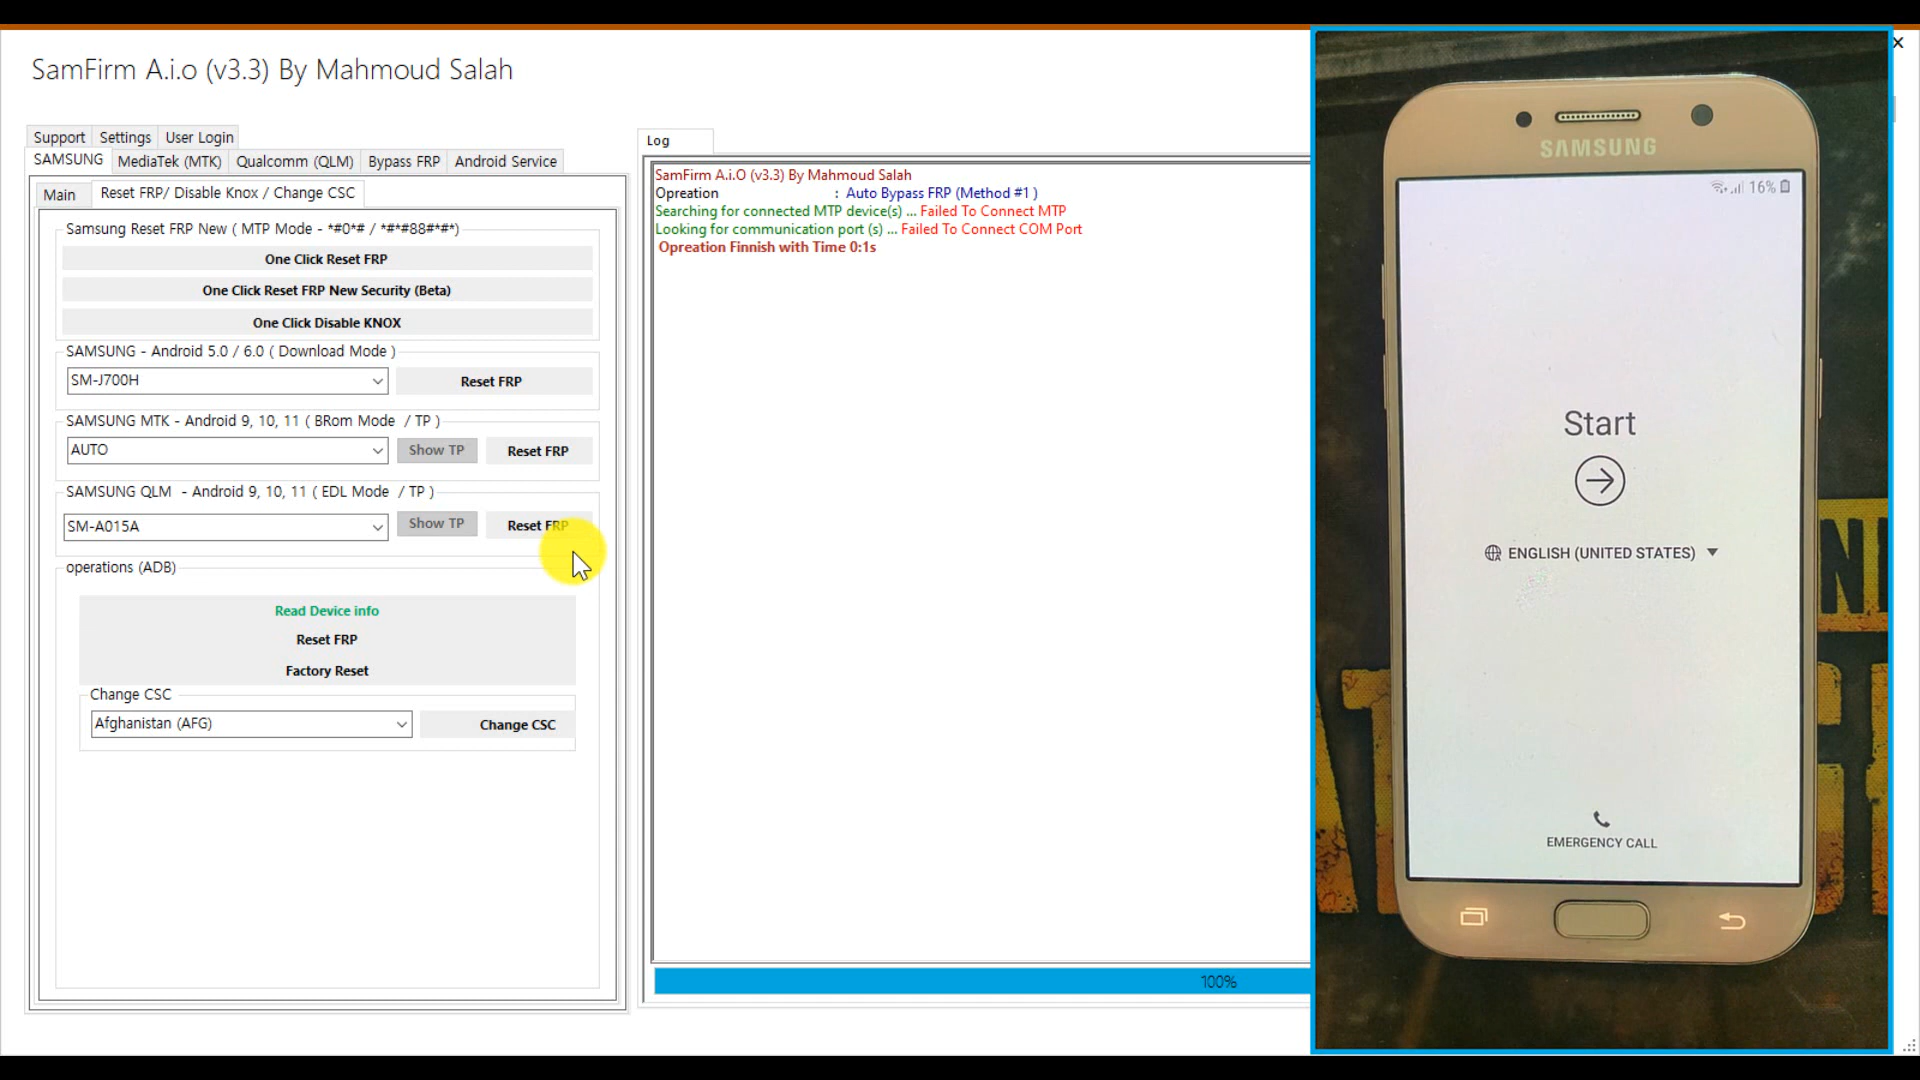 SamFirm A.i.o (v3.3) By Mahmoud Salah
Support Settings User Login
SAMSUNG MediaTek (MTK) Qualcomm (QLM) Bypass FRP Android Service
Main Reset FRP/ Disable Knox / Change CSC
Samsung Reset FRP New ( MTP Mode - *#0*# / *#*#88#*#*)
One Click Reset FRP
One Click Reset FRP New Security (Beta)
One Click Disable KNOX
SAMSUNG - Android 5.0 / 6.0 ( Download Mode )
SM-J700H Reset FRP
SAMSUNG MTK - Android 9, 10, 11 ( BRom Mode / TP )
AUTO Show TP Reset FRP
SAMSUNG QLM - Android 9, 10, 11 ( EDL Mode / TP )
SM-A015A Show TP Reset FRP
operations (ADB)
Read Device info
Reset FRP
Factory Reset
Change CSC
Afghanistan (AFG) Change CSC
Log
SamFirm A.i.O (v3.3) By Mahmoud Salah
Opreation : Auto Bypass FRP (Method #1 )
Searching for connected MTP device(s) ... Failed To Connect MTP
Looking for communication port (s) ... Failed To Connect COM Port
Opreation Finnish with Time 0:1s
100%
SAMSUNG
16%
Start
ENGLISH (UNITED STATES)
EMERGENCY CALL